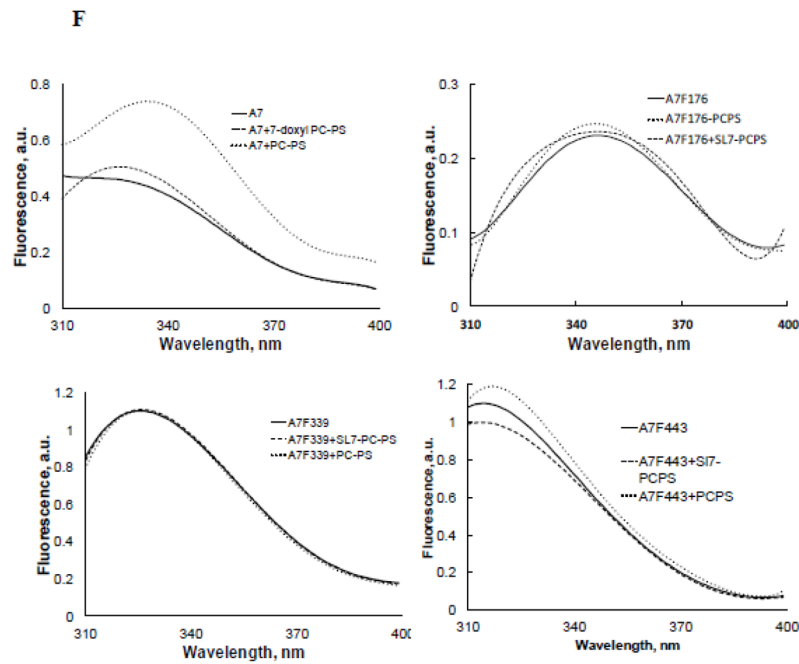 F
0.8
0.6
0.4
0.2
0
Fluorescence, a.u.
A7
A7+7-doxyl PC-PS
A7+PC-PS
310
340
370
400
Wavelength, nm
0.3
0.2
0.1
0
Fluorescence, a.u.
A7F176
A7F176-PCPS
A7F176+SL7-PCPS
310
340
370
400
Wavelength, nm
1.2
1
0.8
0.6
0.4
0.2
0
Fluorescence, a.u.
A7F339
A7F339+SL7-PC-PS
A7F339+PC-PS
310
340
370
400
Wavelength, nm
1.2
1
0.8
0.6
0.4
0.2
0
Fluorescence, a.u.
A7F443
A7F443+Sl7-
PCPS
A7F443+PCPS
310
340
370
400
Wavelength, nm